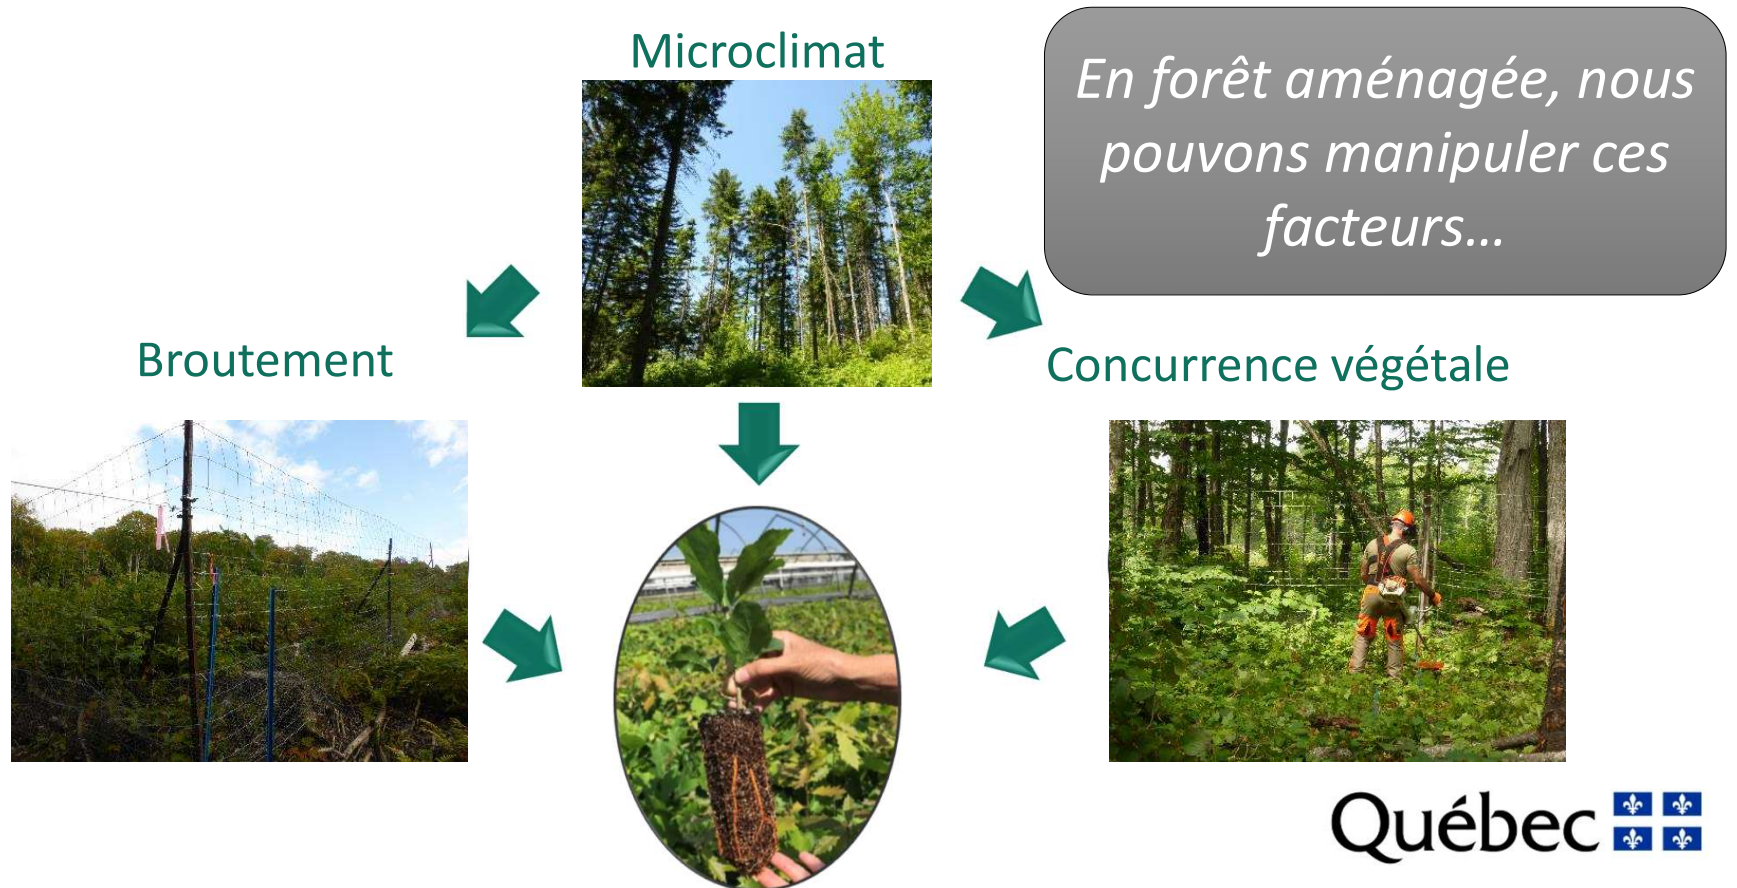 Microclimat
En forêt aménagée, nous
pouvons manipuler ces
facteurs...
Broutement
Concurrence végétale
Québec